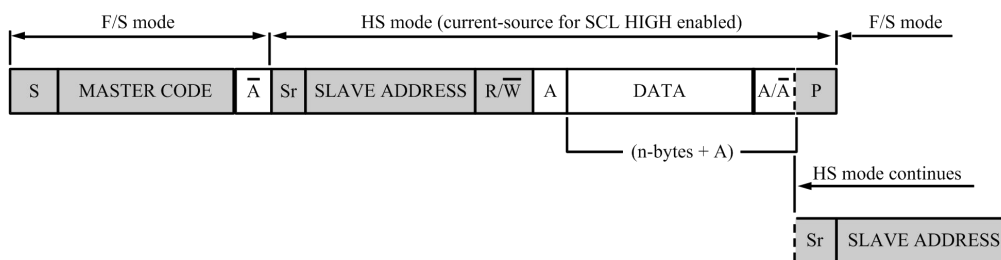 F/S mode HS mode (current-source for SCL HIGH enabled) F/S mode
S MASTER CODE A̅ Sr SLAVE ADDRESS R/W̅ A DATA A/A̅ P
(n-bytes + A)
HS mode continues
Sr SLAVE ADDRESS